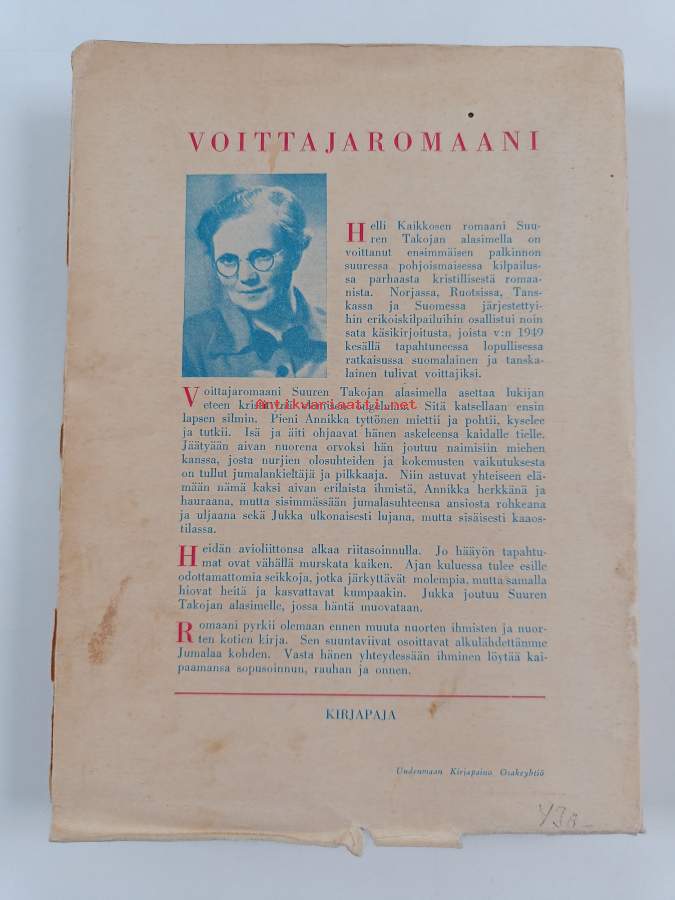 VOITTAJAROMAANI
Helli Kaikkosen romaani Suu-
ren Takojan alasimella on
voittanut ensimmäisen palkinnon
suuressa pohjoismaisessa kilpailus-
sa parhaasta kristillisestä romaa-
nista. Norjassa, Ruotsissa, Tans-
kassa ja Suomessa järjestettyi-
hin erikoiskilpailuihin osallistui noin
sata käsikirjoitusta, joista v:n 1949
kesällä tapahtuneessa lopullisessa
ratkaisussa suomalainen ja tanska-
lainen tulivat voittajiksi.
Voittajaromaani Suuren Takojan alasimella asettaa lukijan
eteen elämisen Sitä katsellaan ensin
antikvariaatti.net
lapsen silmin. Pieni Annikka tyttönen miettii ja pohtii, kyselee
ja tutkii. Isä ja äiti ohjaavat hänen askeleensa kaidalle tielle.
Jäätyään aivan nuorena orvoksi hän joutuu naimisiin miehen
kanssa, josta nurjien olosuhteiden ja kokemusten vaikutuksesta
on tullut jumalankieltäjä ja pilkkaaja. Niin astuvat yhteiseen elä-
mään nämä kaksi aivan erilaista ihmistä, Annikka herkkänä ja
hauraana, mutta sisimmässään jumalasuhteensa ansiosta rohkeana
ja uljaana sekä Jukka ulkonaisesti lujana, mutta sisäisesti kaaos-
tilassa.
Heidän avioliittonsa alkaa riitasoinnulla. Jo hääyön tapahtu-
mat ovat vähällä murskata kaiken. Ajan kuluessa tulee esille
odottamattomia seikkoja, jotka järkyttävät molempia, mutta samalla
hiovat heitä ja kasvattavat kumpaakin. Jukka joutuu Suuren
Takojan alasimelle, jossa häntä muovataan.
Romaani pyrkii olemaan ennen muuta nuorten ihmisten ja nuor-
ten kotien kirja. Sen suuntaviivat osoittavat alkulähdettämme
Jumalaa kohden. Vasta hänen yhteydessään ihminen löytää kai-
paamansa sopusoinnun, rauhan ja onnen.
KIRJAPAJA
Uudenmaan Kirjapaino Osakeyhtiö